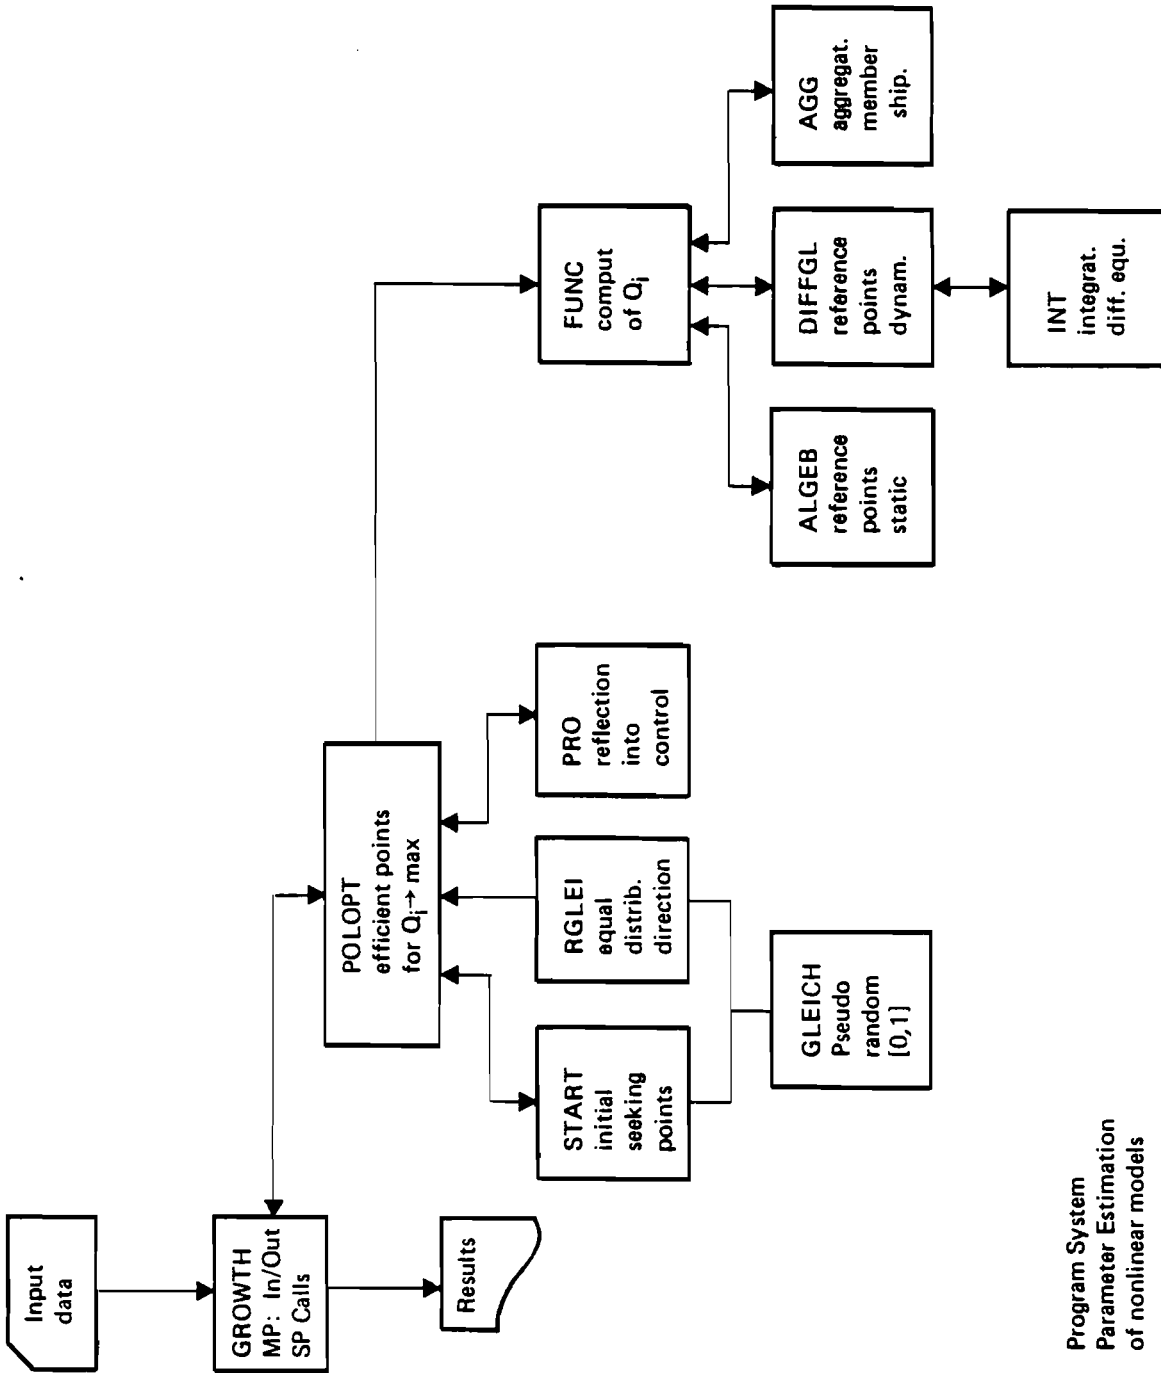 Input
data
GROWTH
MP: In/Out
SP Calls
Results
POLOPT
efficient points
for Qi→ max
START
initial
seeking
points
RGLEI
equal
distrib.
direction
PRO
reflection
into
control
GLEICH
Pseudo
random
[0,1]
FUNC
comput
of Qi
ALGEB
reference
points
static
DIFFGL
reference
points
dynam.
AGG
aggregat.
member
ship.
INT
integrat.
diff. equ.
Program System
Parameter Estimation
of nonlinear models